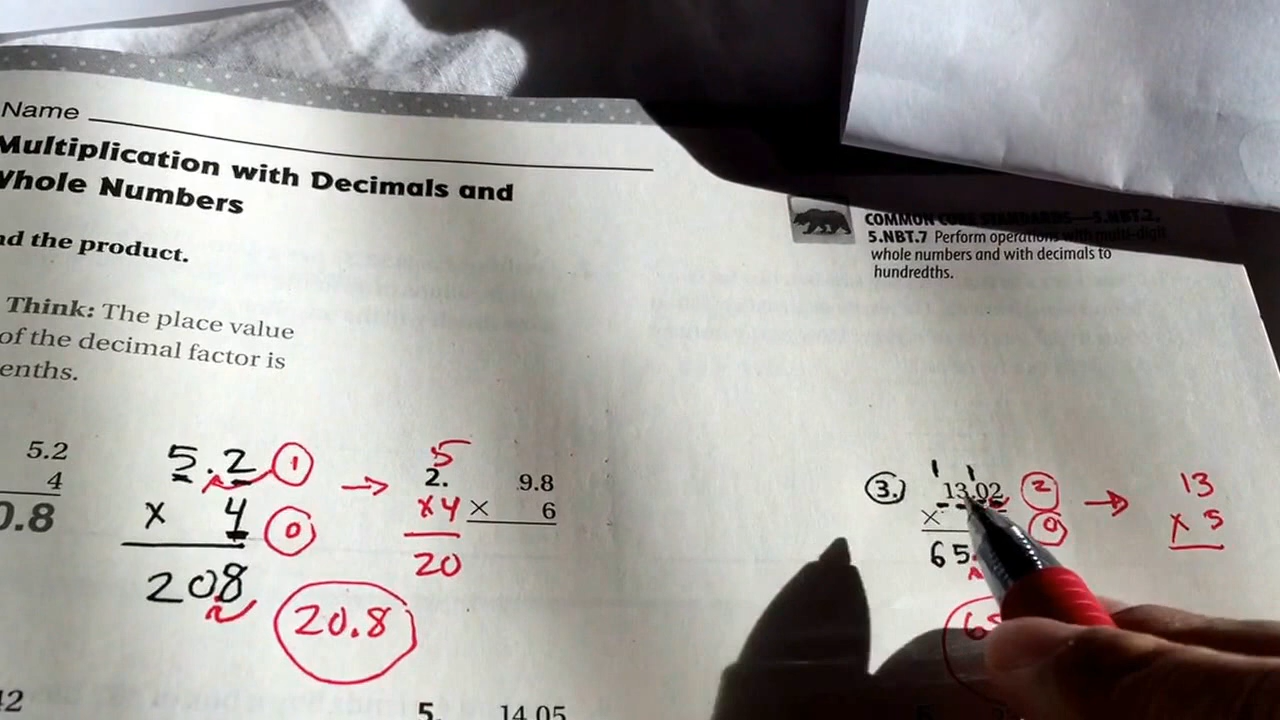 Name
Multiplication with Decimals and
Whole Numbers
nd the product.
COMMON CORE STANDARDS—5.NBT.2,
5.NBT.7 Perform operations with multi-digit
whole numbers and with decimals to
hundredths.
Think: The place value
of the decimal factor is
enths.
5.2
4
0.8
5.2 1
x 4 0
208
20.8
5
2.
x4
20
9.8
× 6
3.
1 1
13.02 2
× 0
65.
13
x 5
42
5. 14.05